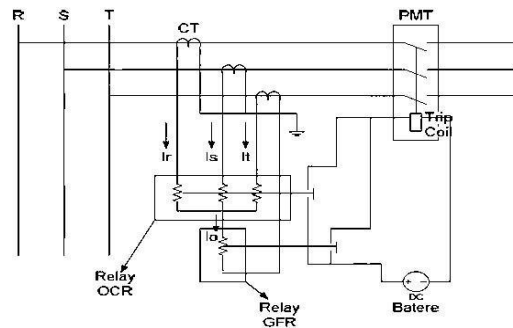 R S T
CT
PMT
Trip
Coil
Ir Is It
Io
Relay
OCR
Relay
GFR
DC
Batere